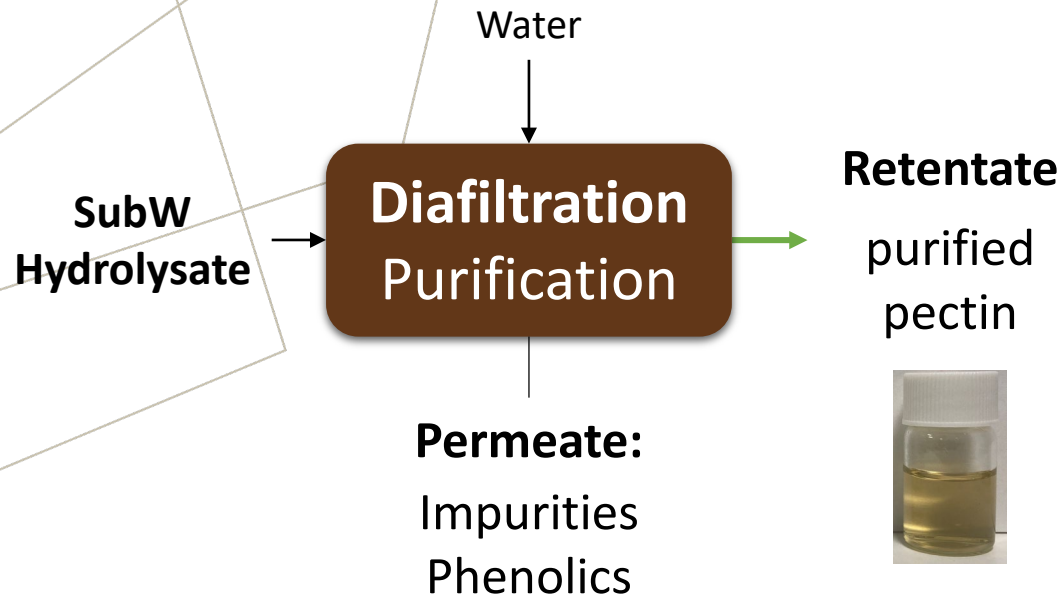 Water
SubW
Hydrolysate
Diafiltration
Purification
Retentate
purified
pectin
Permeate:
Impurities
Phenolics